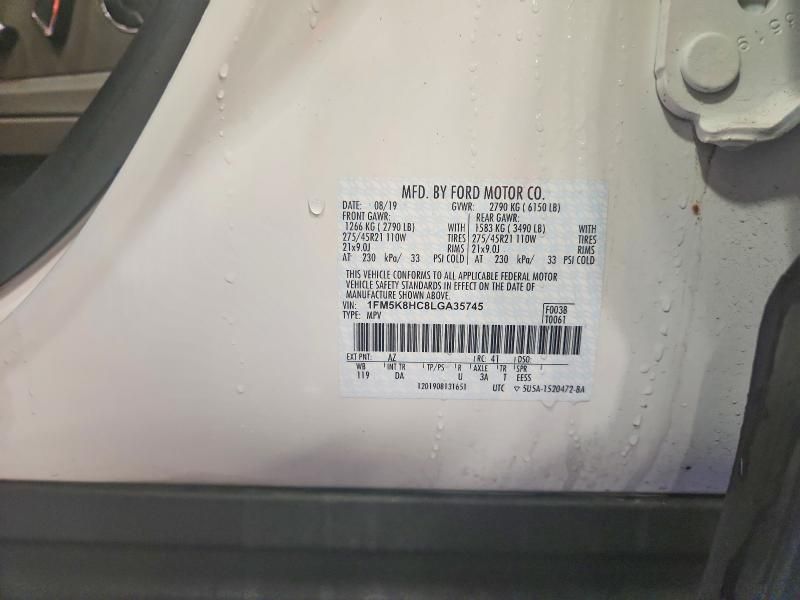 3519
MFD. BY FORD MOTOR CO.
DATE: 08/19 GVWR: 2790 KG ( 6150 LB)
FRONT GAWR: REAR GAWR:
1266 KG ( 2790 LB) WITH 1583 KG ( 3490 LB) WITH
275/45R21 110W TIRES 275/45R21 110W TIRES
21x9.0J RIMS 21x9.0J RIMS
AT 230 kPa/ 33 PSI COLD AT 230 kPa/ 33 PSI COLD
THIS VEHICLE CONFORMS TO ALL APPLICABLE FEDERAL MOTOR
VEHICLE SAFETY STANDARDS IN EFFECT ON THE DATE OF
MANUFACTURE SHOWN ABOVE.
VIN: 1FM5K8HC8LGA35745 F0038
TYPE: MPV T0061
EXT PNT: AZ RC: 41 DSO:
WB INT TR TP/PS R AXLE TR SPR
119 DA U 3A T EESS
1201908131651 UTC 5U5A-1520472-BA